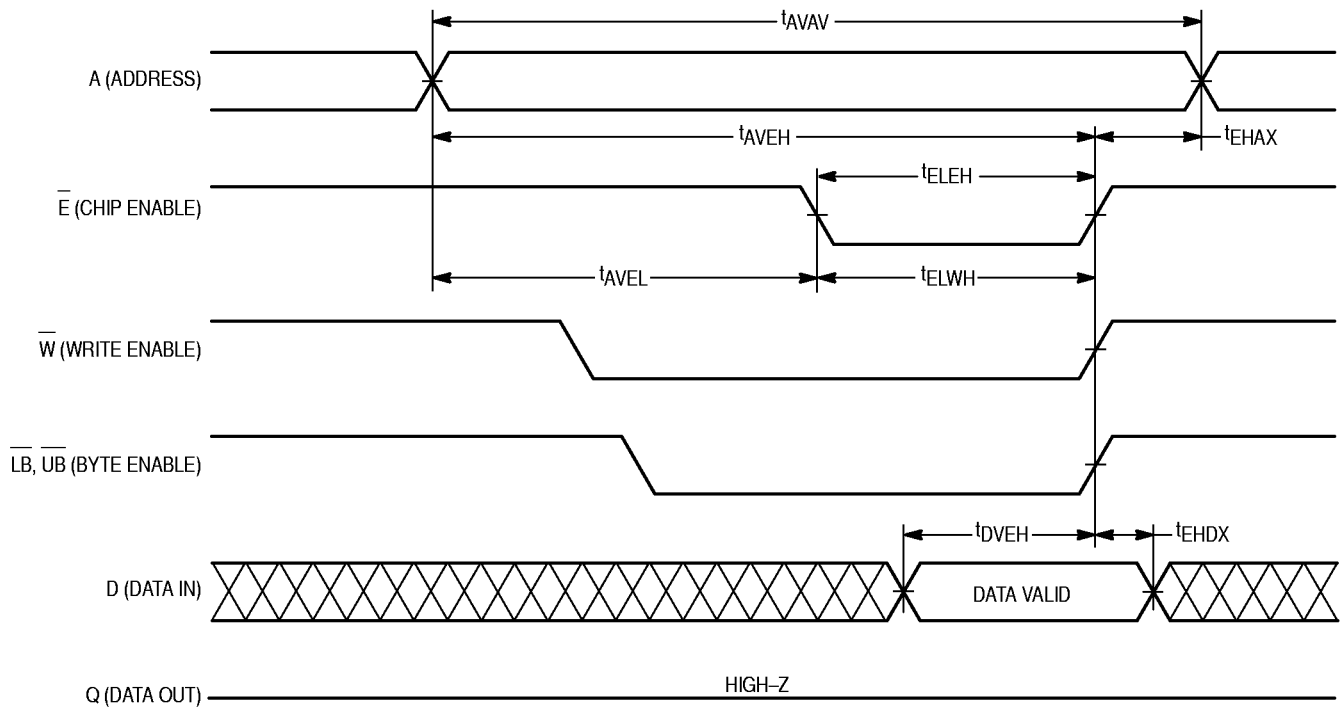 tAVAV
A (ADDRESS)
tAVEH
tEHAX
tELEH
E (CHIP ENABLE)
tAVEL
tELWH
W (WRITE ENABLE)
LB, UB (BYTE ENABLE)
tDVEH
tEHDX
D (DATA IN)
DATA VALID
HIGH–Z
Q (DATA OUT)